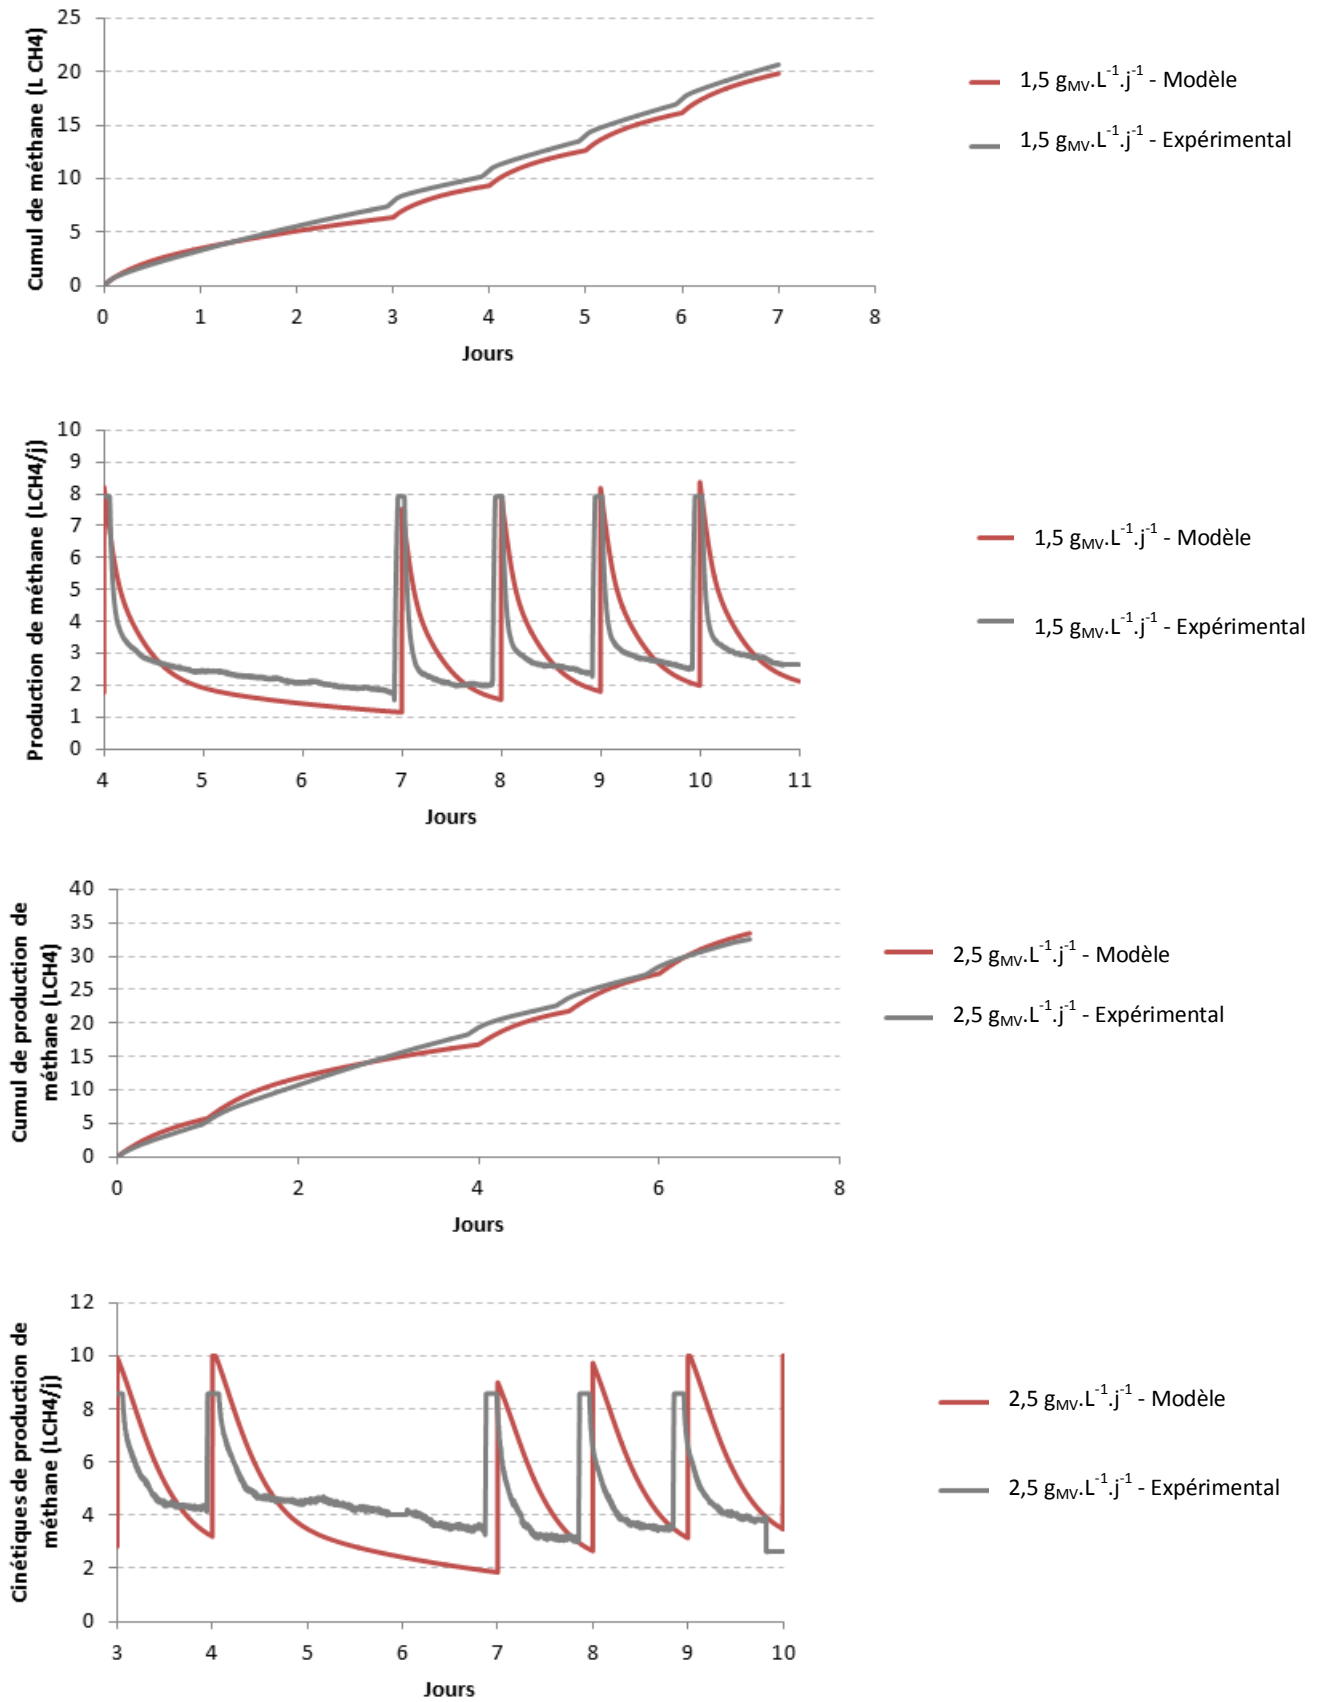 Cumul de méthane (L CH4)
25
20
15
10
5
0
0 1 2 3 4 5 6 7 8
Jours
1,5 gMV.L-1.j-1 - Modèle
1,5 gMV.L-1.j-1 - Expérimental
Production de méthane (LCH4/j)
10
9
8
7
6
5
4
3
2
1
0
4 5 6 7 8 9 10 11
Jours
1,5 gMV.L-1.j-1 - Modèle
1,5 gMV.L-1.j-1 - Expérimental
Cumul de production de
méthane (LCH4)
40
35
30
25
20
15
10
5
0
0 2 4 6 8
Jours
2,5 gMV.L-1.j-1 - Modèle
2,5 gMV.L-1.j-1 - Expérimental
Cinétiques de production de
méthane (LCH4/j)
12
10
8
6
4
2
0
3 4 5 6 7 8 9 10
Jours
2,5 gMV.L-1.j-1 - Modèle
2,5 gMV.L-1.j-1 - Expérimental